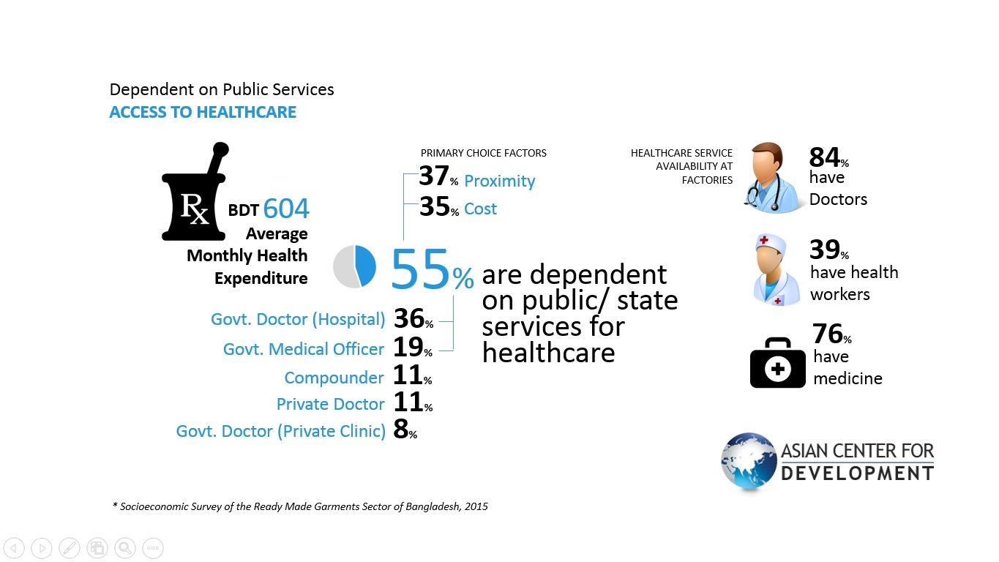 Dependent on Public Services
ACCESS TO HEALTHCARE
Rx
BDT 604
Average
Monthly Health
Expenditure
PRIMARY CHOICE FACTORS
37% Proximity
35% Cost
55% are dependent
on public/ state
services for
healthcare
Govt. Doctor (Hospital) 36%
Govt. Medical Officer 19%
Compounder 11%
Private Doctor 11%
Govt. Doctor (Private Clinic) 8%
HEALTHCARE SERVICE
AVAILABILITY AT
FACTORIES
84%
have
Doctors
39%
have health
workers
76%
have
medicine
ASIAN CENTER FOR
DEVELOPMENT
* Socioeconomic Survey of the Ready Made Garments Sector of Bangladesh, 2015